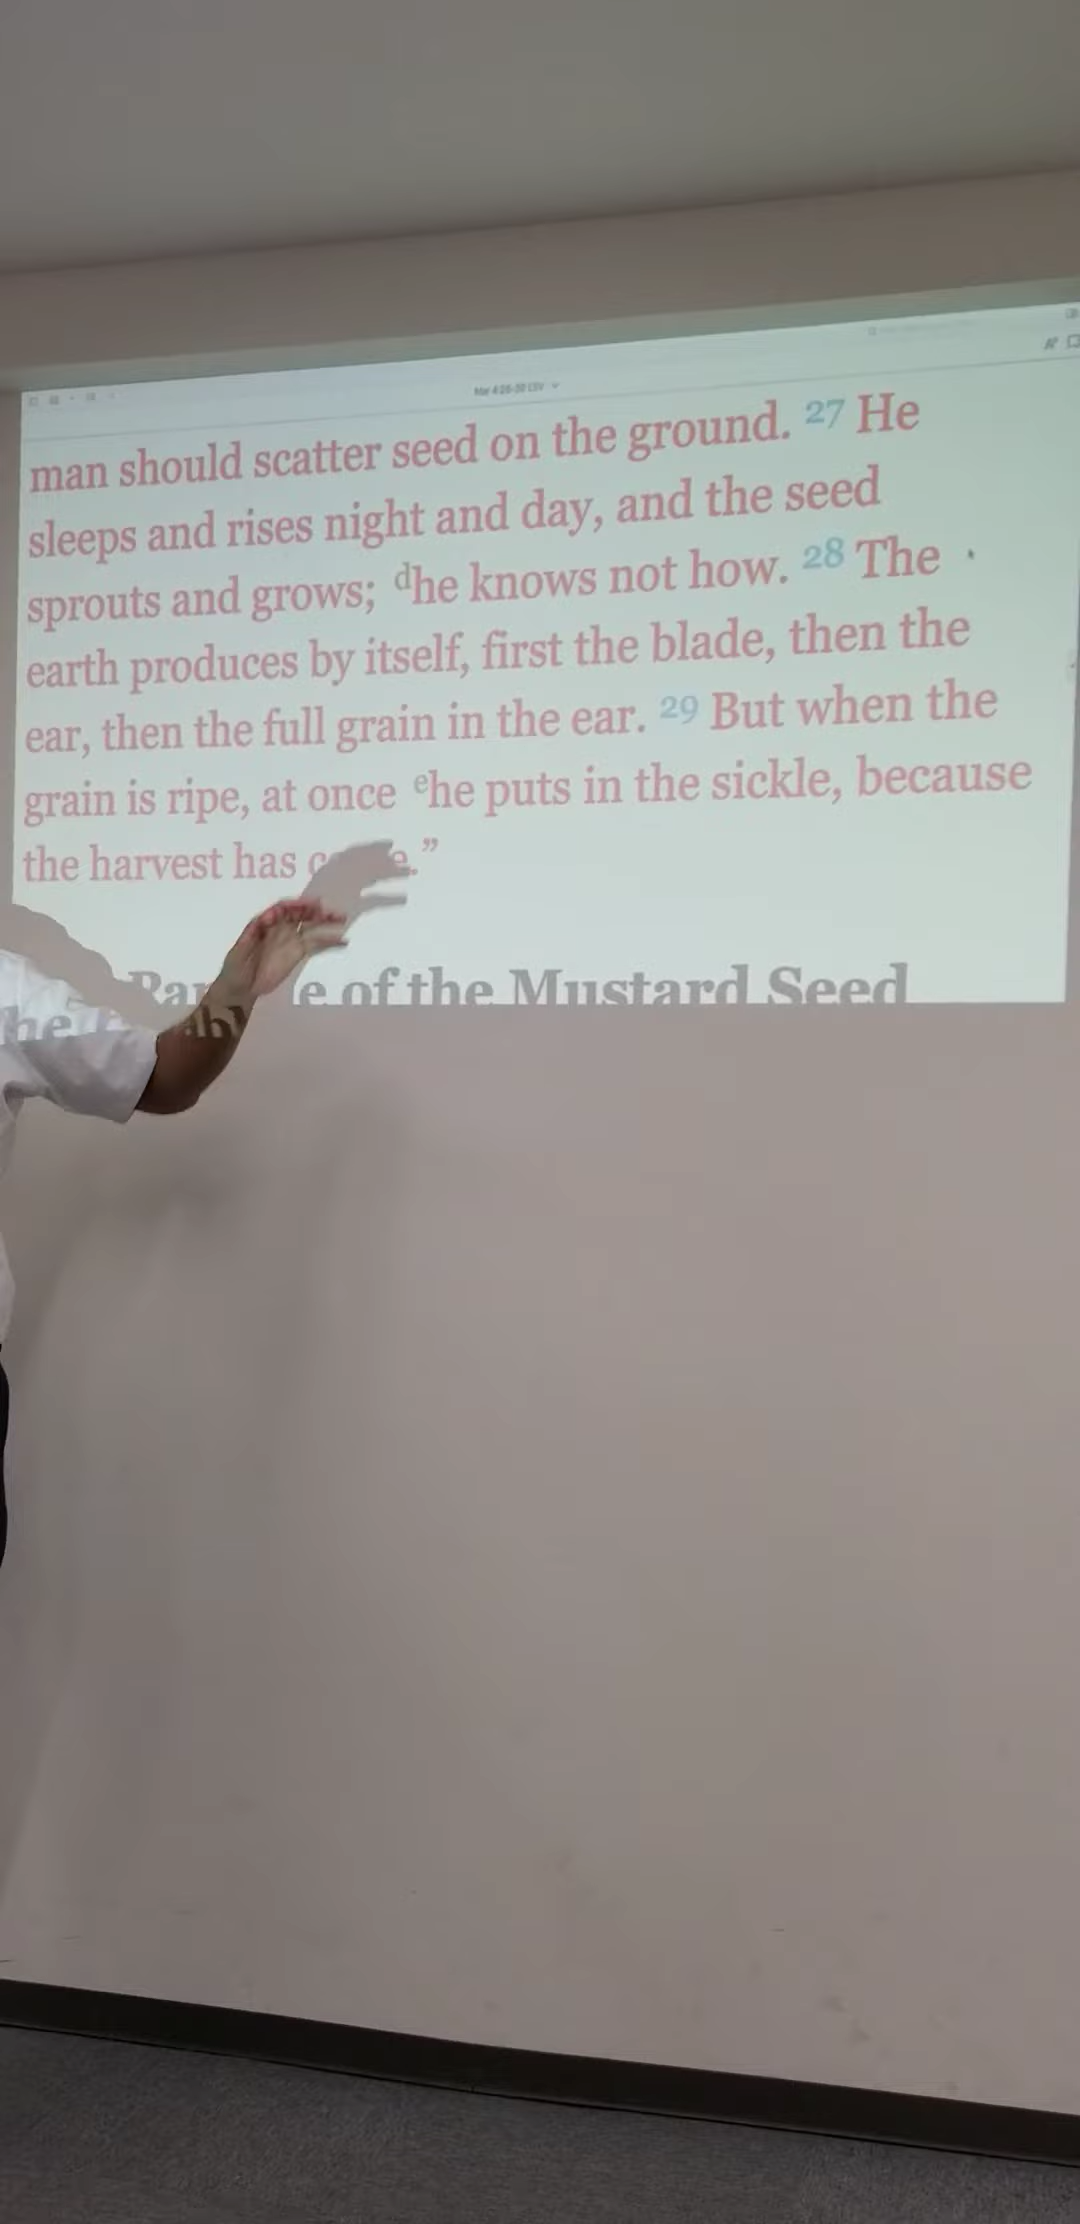 man should scatter seed on the ground. 27 He
sleeps and rises night and day, and the seed
sprouts and grows; dhe knows not how. 28 The
earth produces by itself, first the blade, then the
ear, then the full grain in the ear. 29 But when the
grain is ripe, at once ehe puts in the sickle, because
the harvest has
of the Mustard Seed